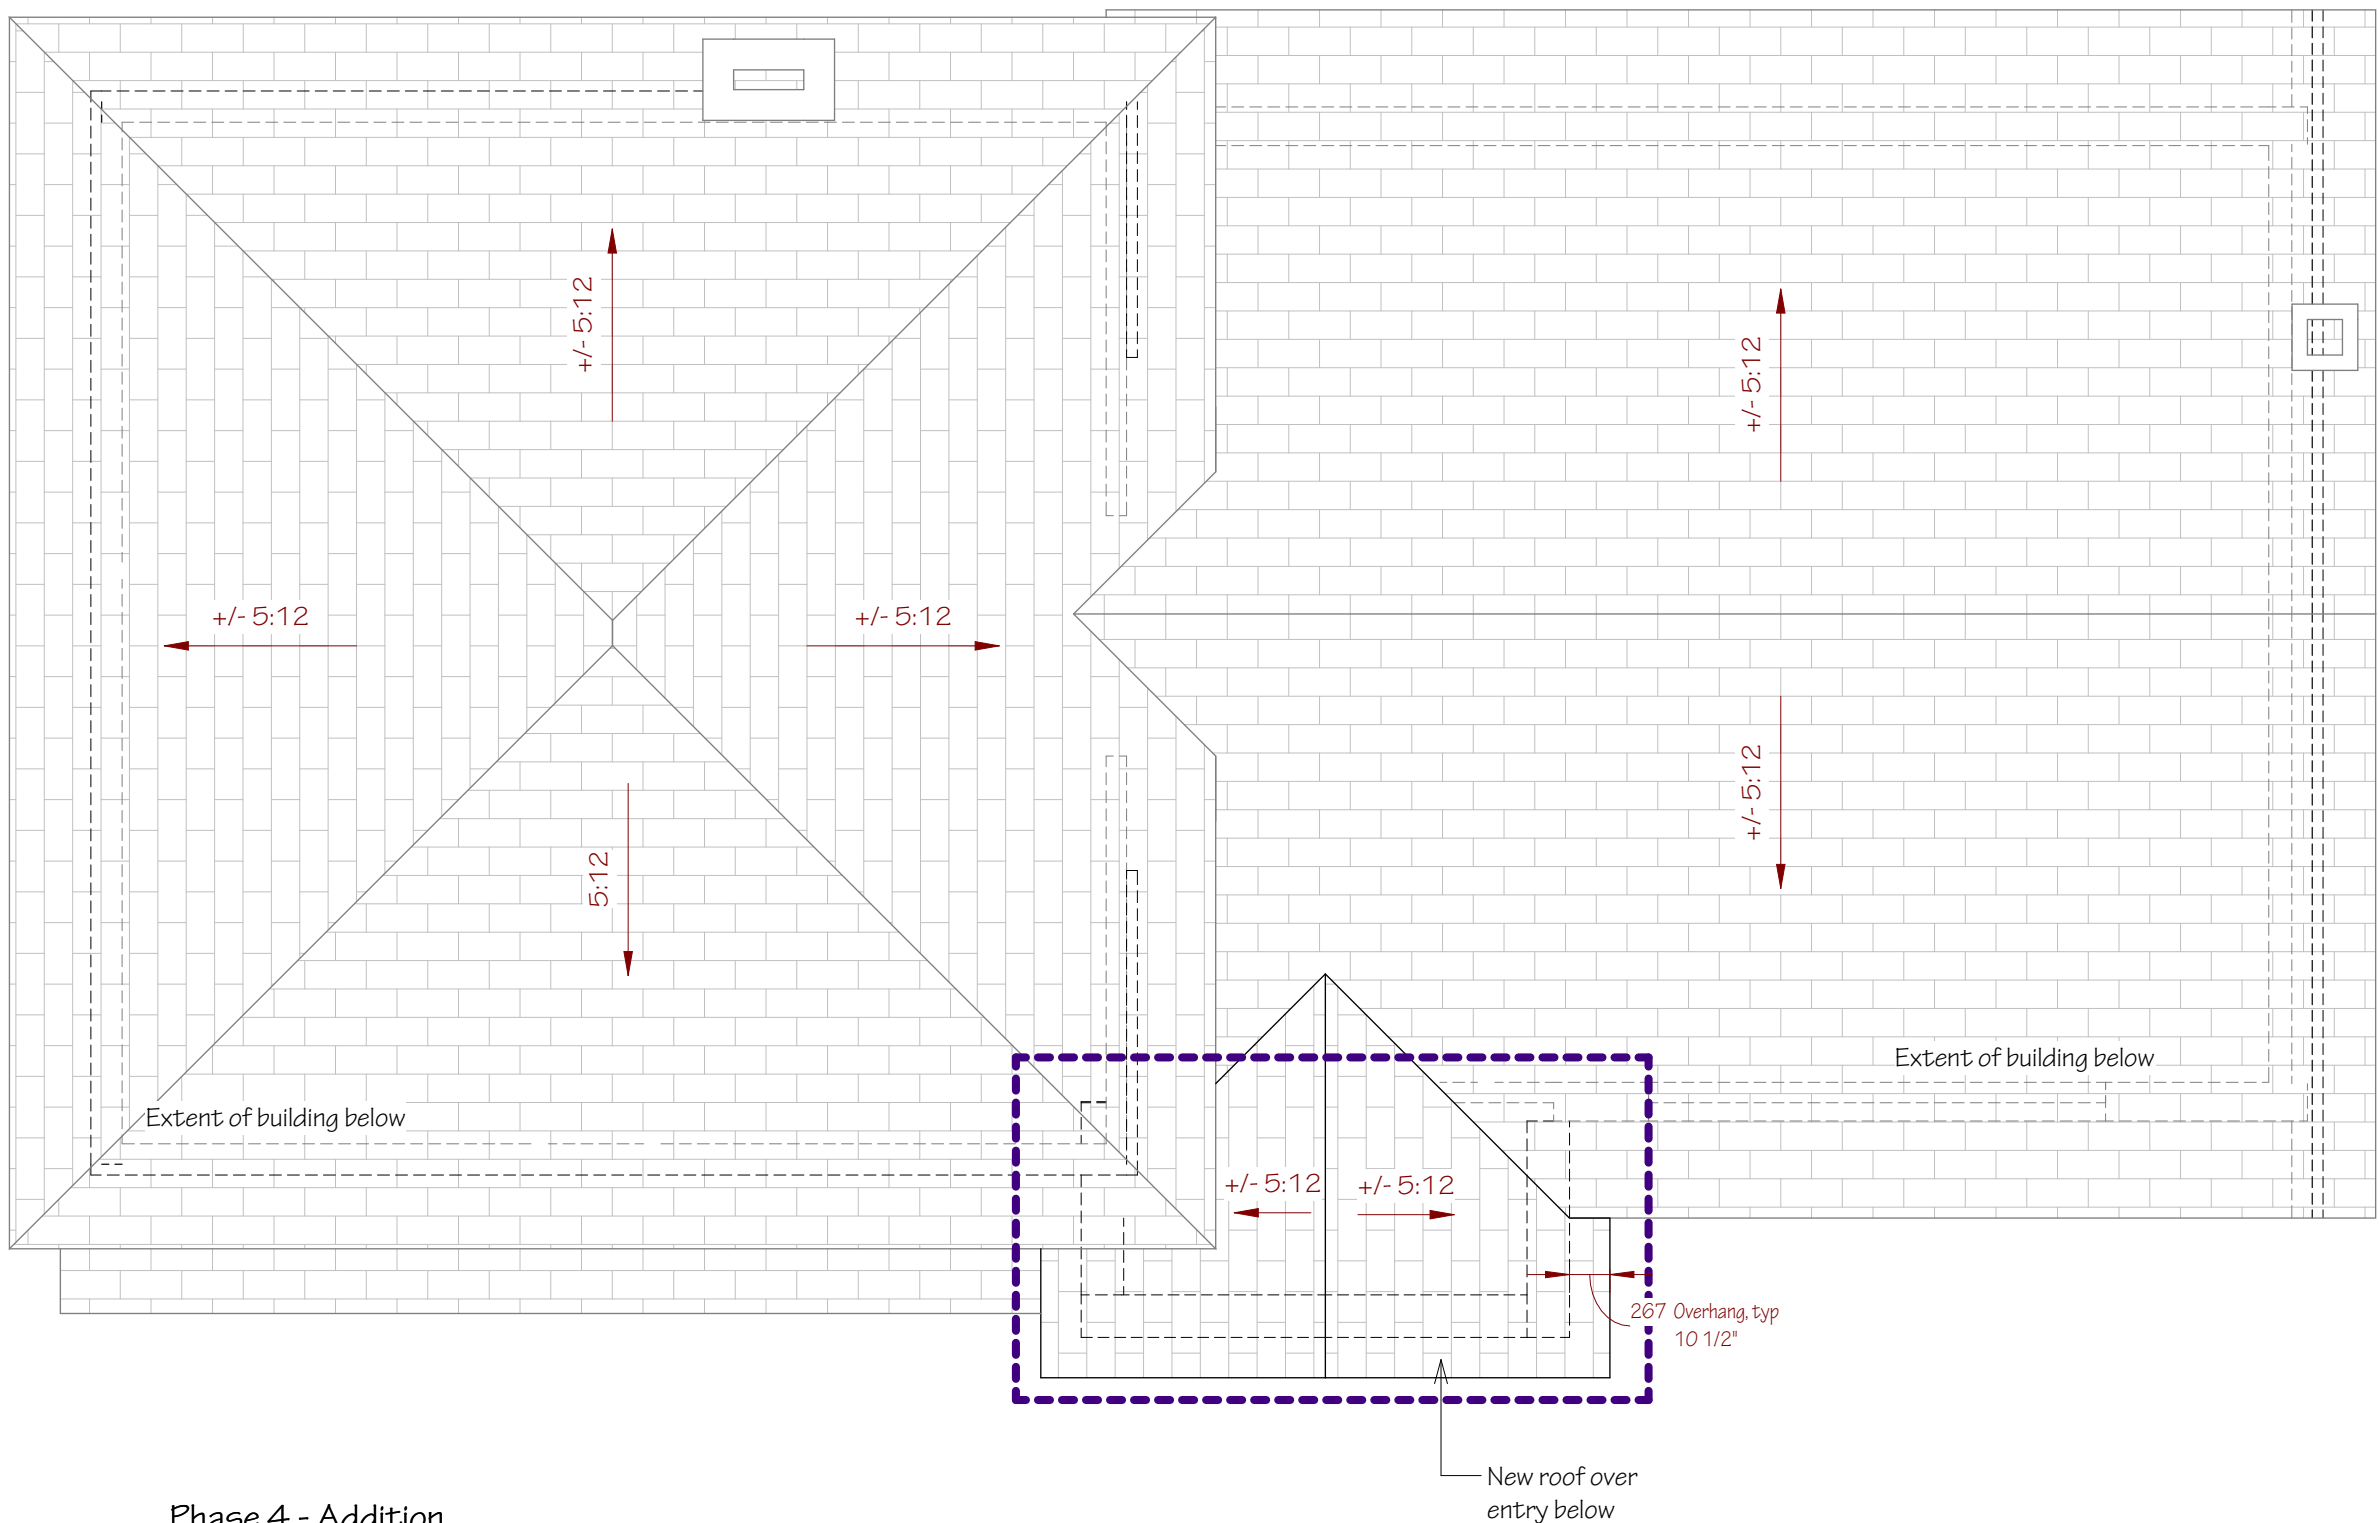 +/- 5:12
+/- 5:12
+/- 5:12
+/- 5:12
+/- 5:12
5:12
Extent of building below
Extent of building below
+/- 5:12
+/- 5:12
267 Overhang, typ
10 1/2"
New roof over
entry below
Phase 4 - Addition